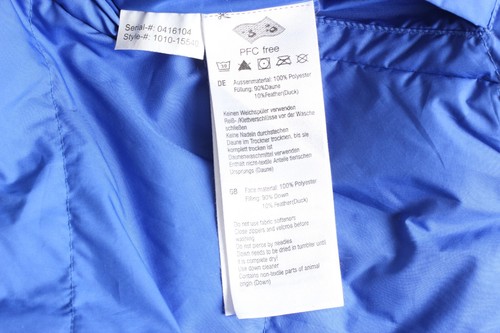 Serial-#: 0416104
Style-#: 1010-15543
PFC free
DE Aussenmaterial: 100% Polyester
Füllung: 90%Daune
10%Feather(Duck)
Keinen Weichspüler verwenden
Reiß- /Klettverschlüsse vor der Wäsche
schließen
Keine Nadeln durchstechen
Daune im Trockner trocknen, bis sie
komplett trocken ist
Daunenwaschmittel verwenden
Enthält nicht textile Anteile tierischen
Ursprungs (Daune)
GB Face material: 100% Polyester
Filling: 90% Down
10%Feather(Duck)
Do not use fabric softeners
Close zippers and velcros before
washing
Do not pierce by needles
Down needs to be dried in tumbler until
it is complete dry!
Use down cleaner
Contains non-textile parts of animal
origin (Down)